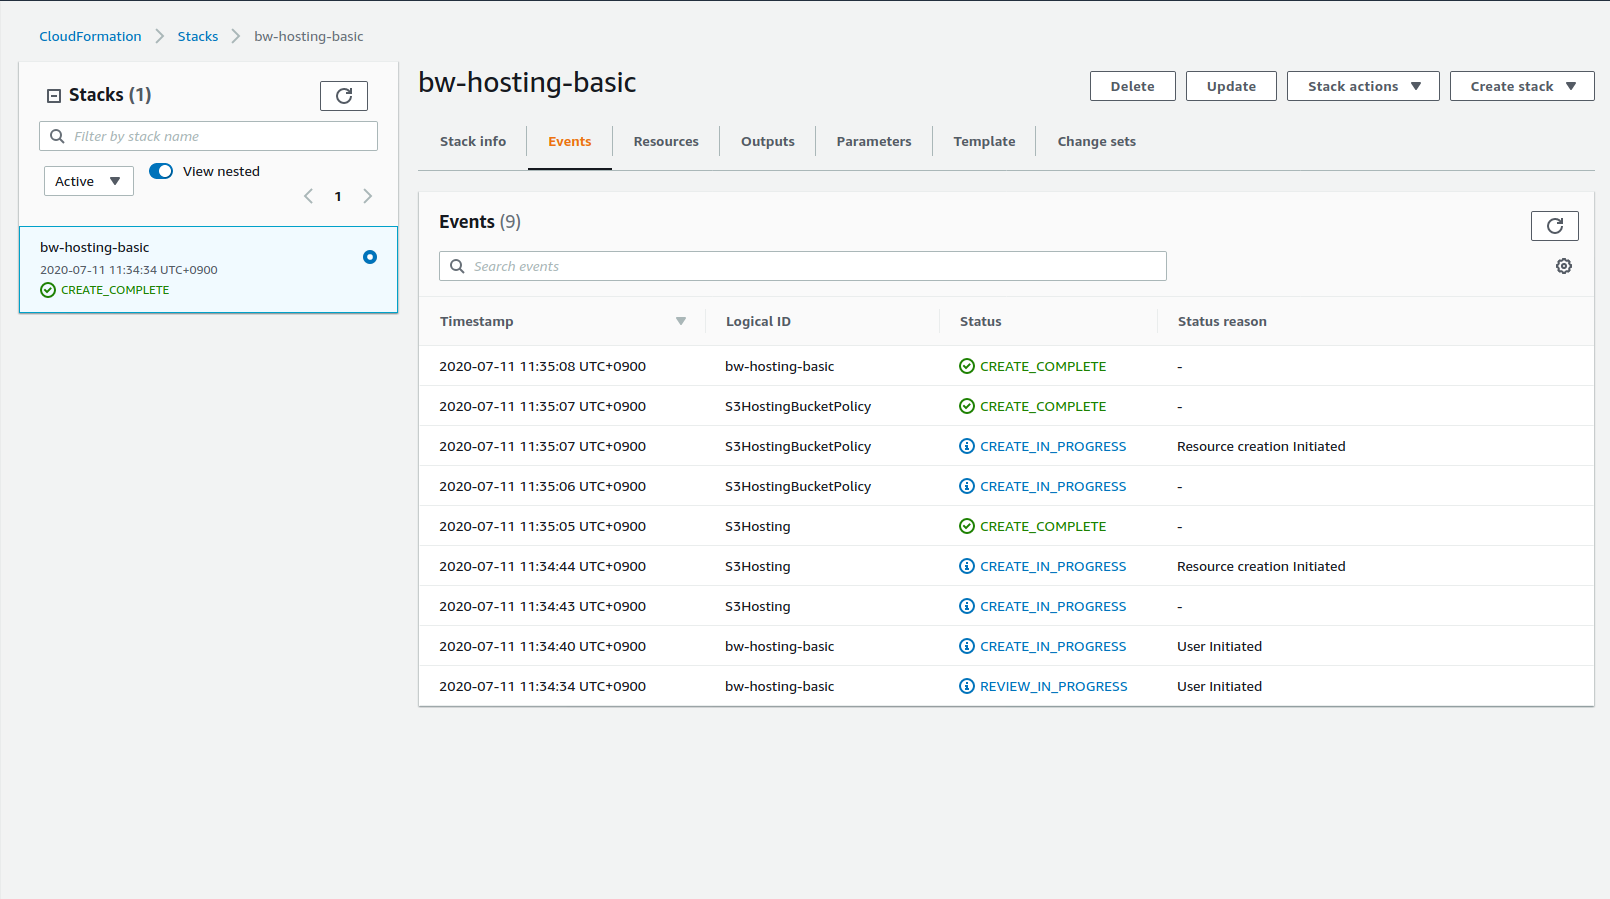 CloudFormation > Stacks > bw-hosting-basic
Stacks (1)
Filter by stack name
Active View nested
1
bw-hosting-basic
2020-07-11 11:34:34 UTC+0900
CREATE_COMPLETE
bw-hosting-basic
Delete Update Stack actions Create stack
Stack info Events Resources Outputs Parameters Template Change sets
Events (9)
Search events
Timestamp Logical ID Status Status reason
2020-07-11 11:35:08 UTC+0900 bw-hosting-basic CREATE_COMPLETE -
2020-07-11 11:35:07 UTC+0900 S3HostingBucketPolicy CREATE_COMPLETE -
2020-07-11 11:35:07 UTC+0900 S3HostingBucketPolicy CREATE_IN_PROGRESS Resource creation Initiated
2020-07-11 11:35:06 UTC+0900 S3HostingBucketPolicy CREATE_IN_PROGRESS -
2020-07-11 11:35:05 UTC+0900 S3Hosting CREATE_COMPLETE -
2020-07-11 11:34:44 UTC+0900 S3Hosting CREATE_IN_PROGRESS Resource creation Initiated
2020-07-11 11:34:43 UTC+0900 S3Hosting CREATE_IN_PROGRESS -
2020-07-11 11:34:40 UTC+0900 bw-hosting-basic CREATE_IN_PROGRESS User Initiated
2020-07-11 11:34:34 UTC+0900 bw-hosting-basic REVIEW_IN_PROGRESS User Initiated